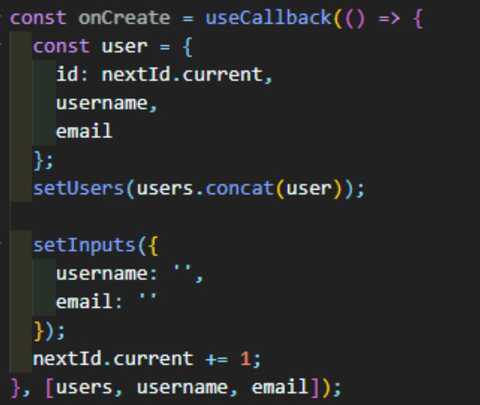 const onCreate = useCallback(() => {
const user = {
id: nextId.current,
username,
email
};
setUsers(users.concat(user));
setInputs({
username: '',
email: ''
});
nextId.current += 1;
}, [users, username, email]);